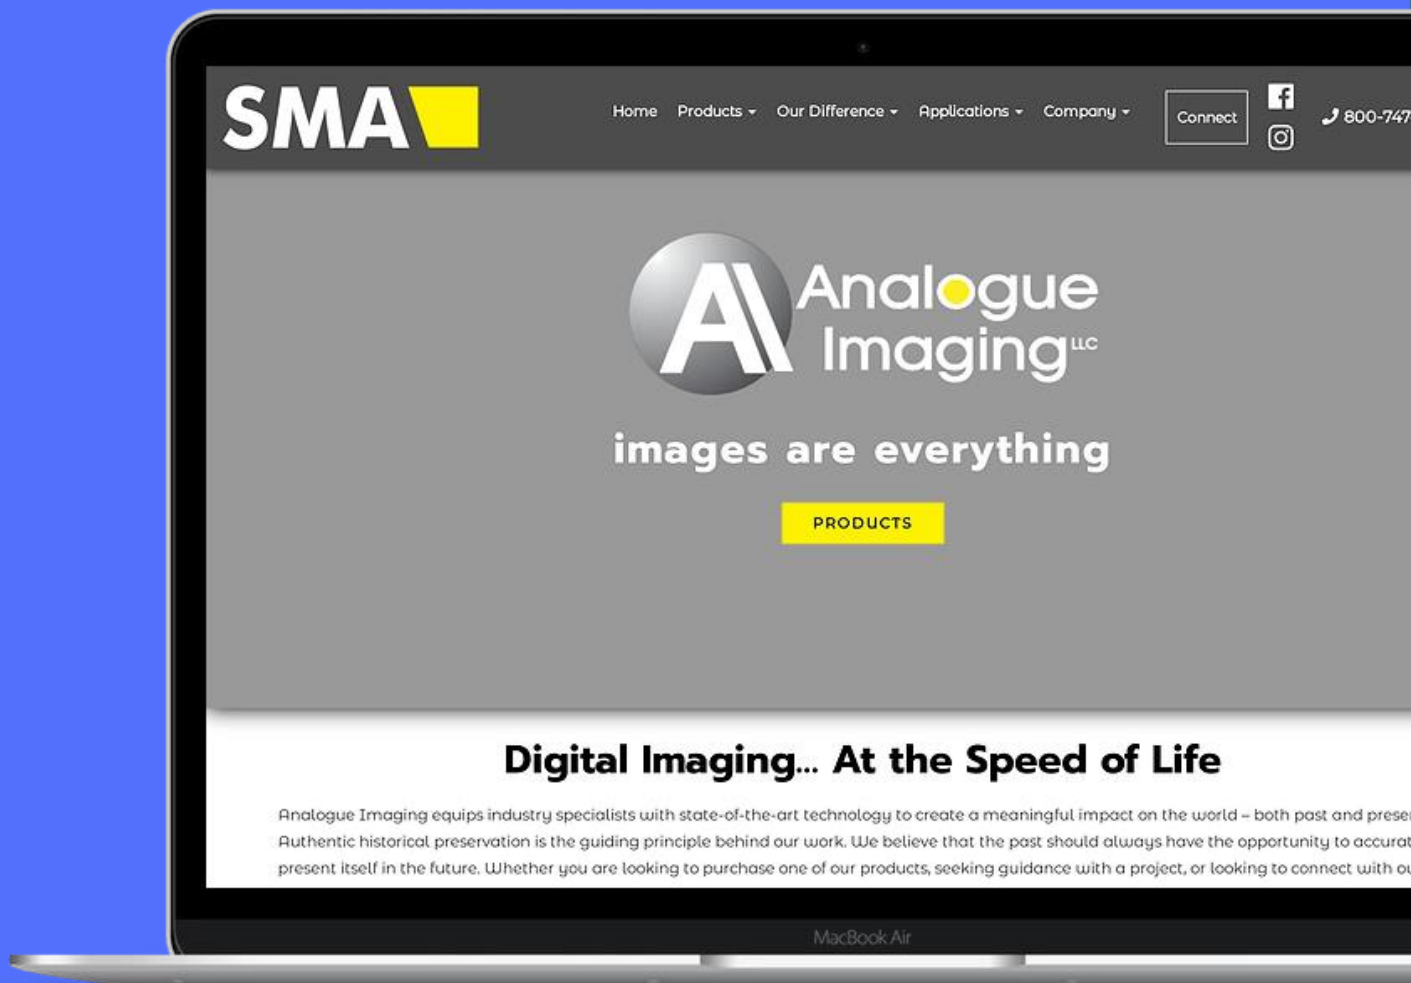 SMA
Home Products Our Difference Applications Company Connect 800-747
Analogue
Imaging LLC
images are everything
PRODUCTS
Digital Imaging... At the Speed of Life
Analogue Imaging equips industry specialists with state-of-the-art technology to create a meaningful impact on the world – both past and presen
Authentic historical preservation is the guiding principle behind our work. We believe that the past should always have the opportunity to accurat
present itself in the future. Whether you are looking to purchase one of our products, seeking guidance with a project, or looking to connect with ou
MacBook Air